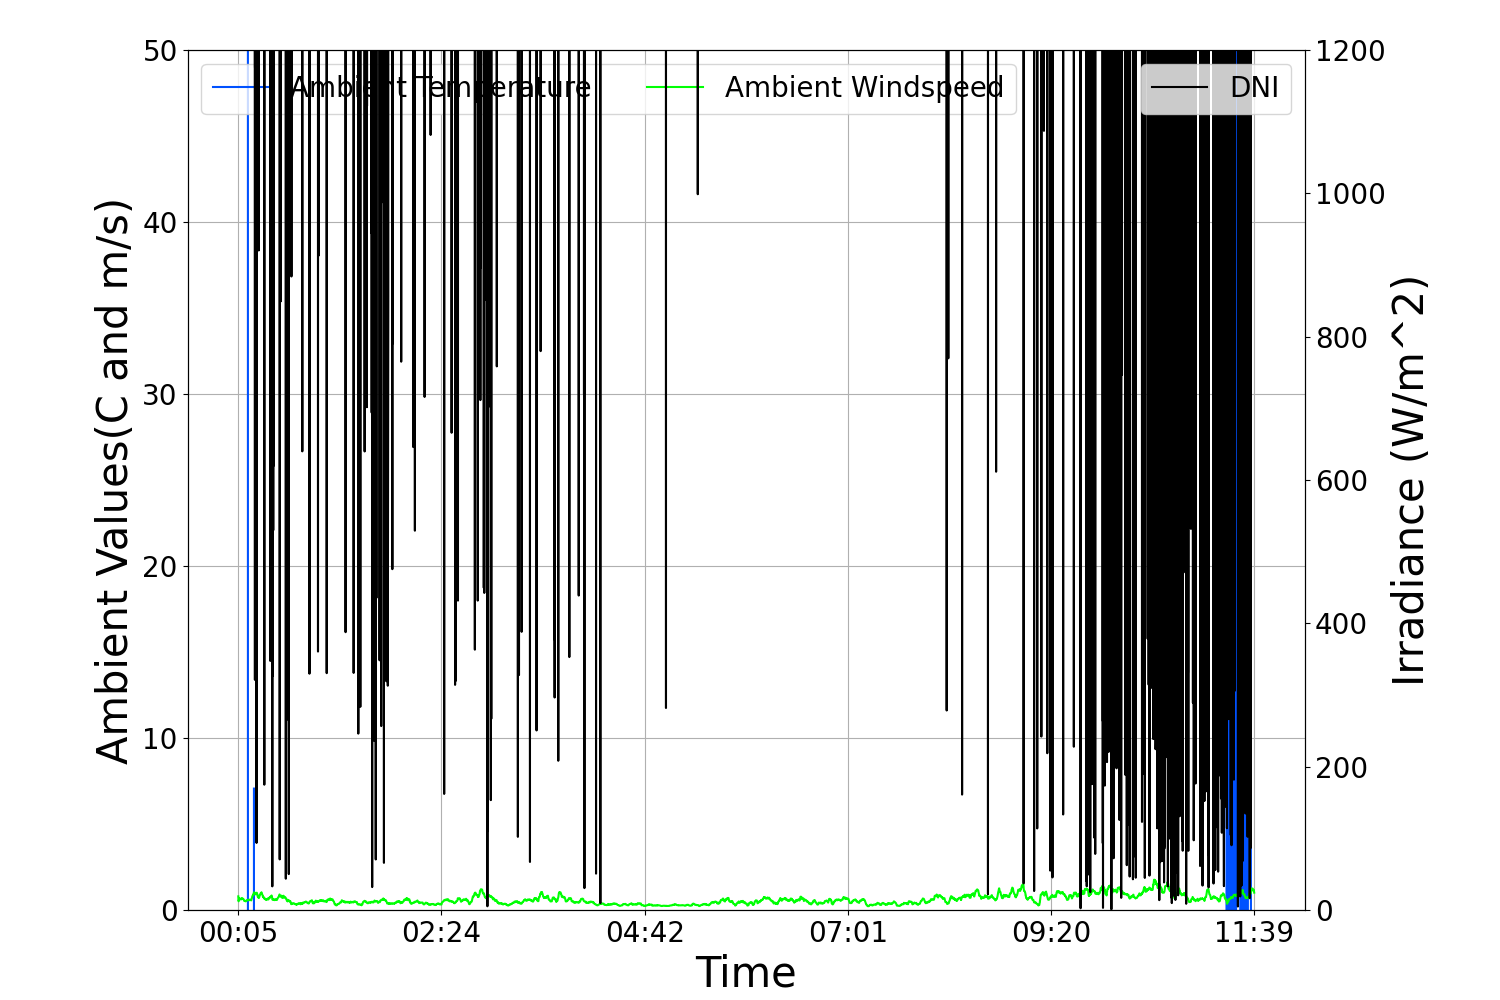 Ambient Temperature
Ambient Windspeed
DNI
50
40
30
20
10
0
Ambient Values(C and m/s)
1200
1000
800
600
400
200
0
Irradiance (W/m^2)
00:05 02:24 04:42 07:01 09:20 11:39
Time